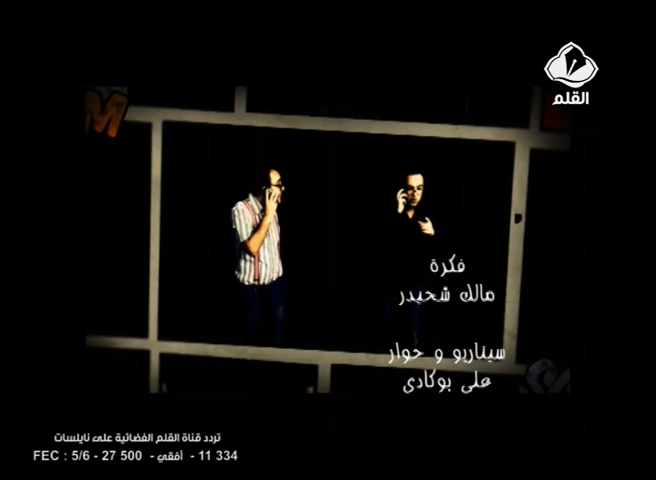 القلم
M
فكرة
مالك شحيدر
سيناريو و حوار
علي بوكادي
تردد قناة القلم الفضائية على نايلسات
FEC : 5/6 - 27 500 - أفقي - 11 334